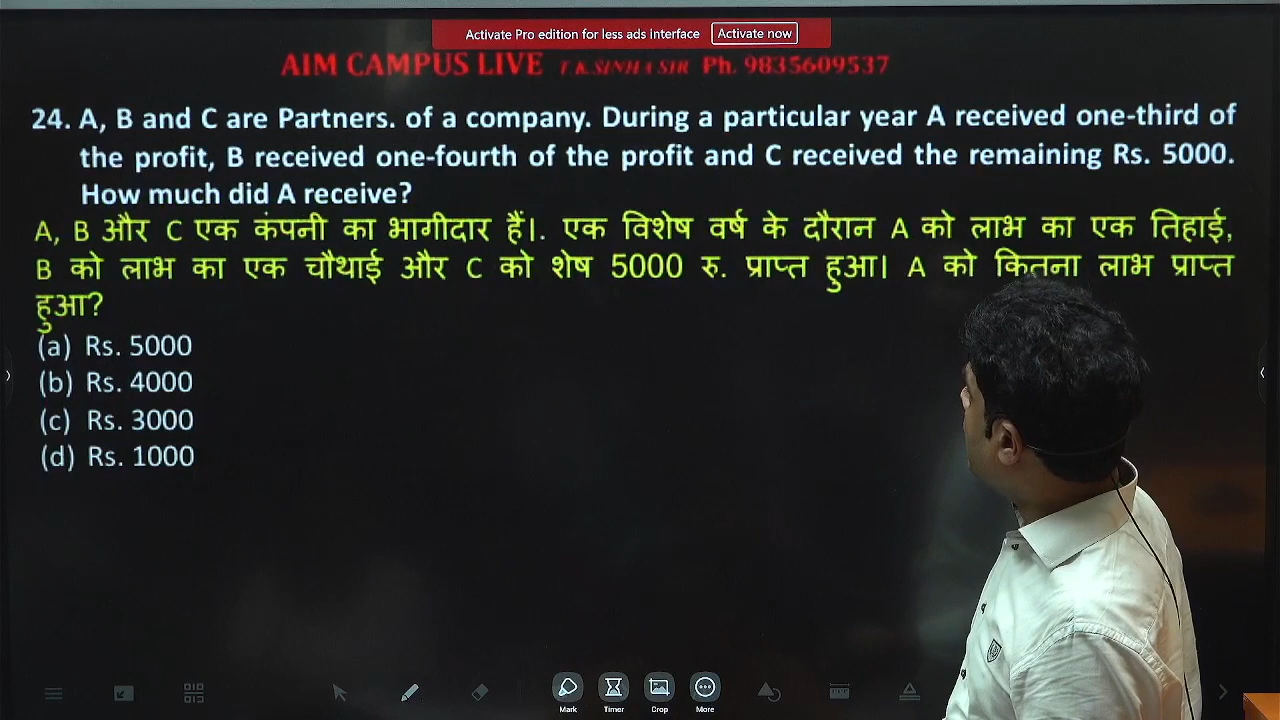 Activate Pro edition for less ads Interface Activate now
AIM CAMPUS LIVE T.K.SINHA SIR Ph. 9835609537
24. A, B and C are Partners. of a company. During a particular year A received one-third of
the profit, B received one-fourth of the profit and C received the remaining Rs. 5000.
How much did A receive?
A, B और C एक कंपनी का भागीदार हैं।. एक विशेष वर्ष के दौरान A को लाभ का एक तिहाई,
B को लाभ का एक चौथाई और C को शेष 5000 रु. प्राप्त हुआ। A को कितना लाभ प्राप्त
हुआ?
(a) Rs. 5000
(b) Rs. 4000
(c) Rs. 3000
(d) Rs. 1000
Mark Timer Crop More